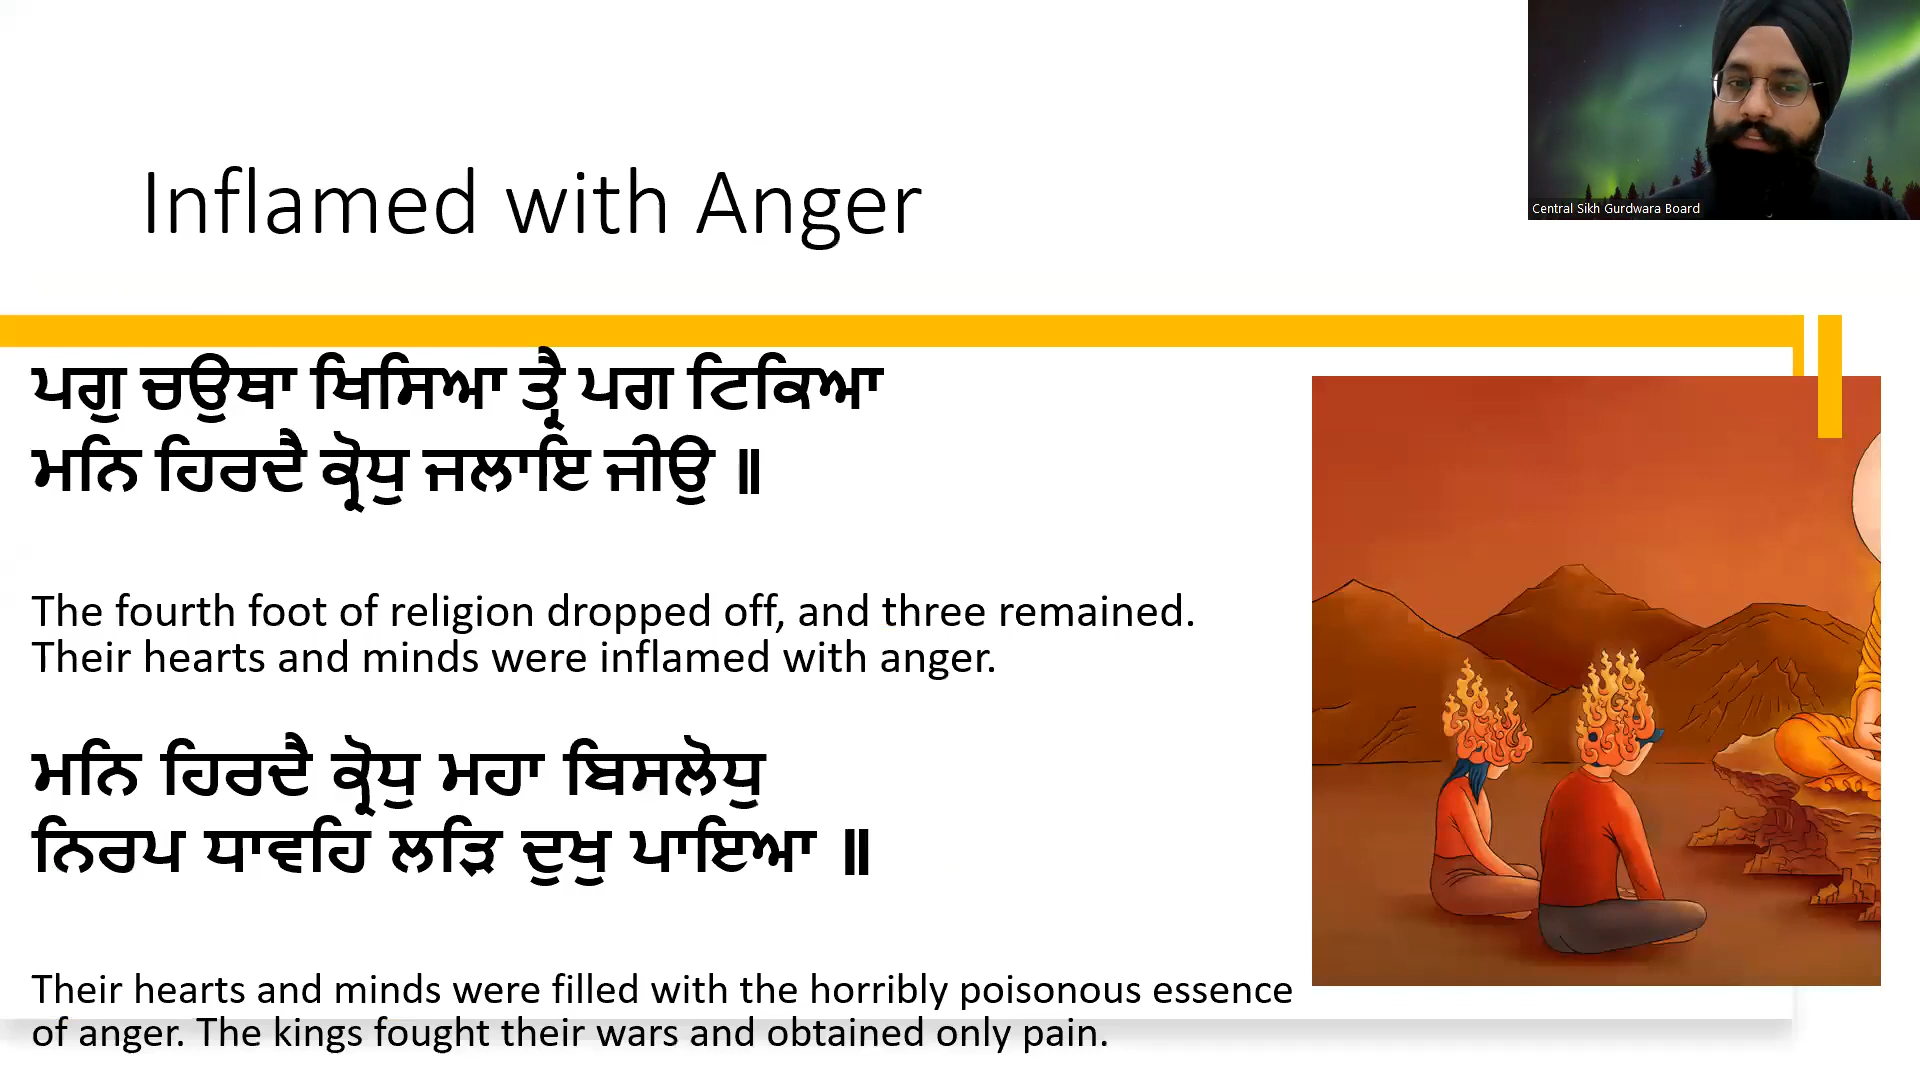 Inflamed with Anger
Central Sikh Gurdwara Board
ਪਗੁ ਚਉਥਾ ਖਿਸਿਆ ਤ੍ਰੈ ਪਗ ਟਿਕਿਆ
ਮਨਿ ਹਿਰਦੈ ਕ੍ਰੋਧੁ ਜਲਾਇ ਜੀਉ ॥
The fourth foot of religion dropped off, and three remained.
Their hearts and minds were inflamed with anger.
ਮਨਿ ਹਿਰਦੈ ਕ੍ਰੋਧੁ ਮਹਾ ਬਿਸਲੋਧੁ
ਨਿਰਪ ਧਾਵਹਿ ਲੜਿ ਦੁਖੁ ਪਾਇਆ ॥
Their hearts and minds were filled with the horribly poisonous essence
of anger. The kings fought their wars and obtained only pain.